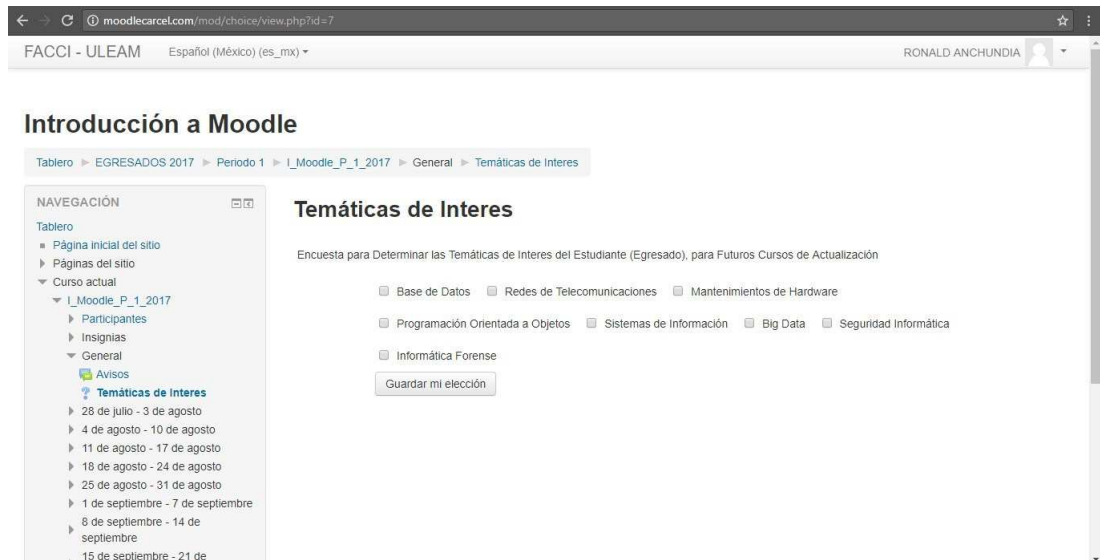 moodlecarcel.com/mod/choice/view.php?id=7
FACCI - ULEAM Español (México) (es_mx) RONALD ANCHUNDIA
Introducción a Moodle
Tablero EGRESADOS 2017 Periodo 1 I_Moodle_P_1_2017 General Temáticas de Interes
NAVEGACIÓN
Tablero
Página inicial del sitio
Páginas del sitio
Curso actual
I_Moodle_P_1_2017
Participantes
Insignias
General
Avisos
Temáticas de Interes
28 de julio - 3 de agosto
4 de agosto - 10 de agosto
11 de agosto - 17 de agosto
18 de agosto - 24 de agosto
25 de agosto - 31 de agosto
1 de septiembre - 7 de septiembre
8 de septiembre - 14 de
septiembre
15 de septiembre - 21 de
Temáticas de Interes
Encuesta para Determinar las Temáticas de Interes del Estudiante (Egresado), para Futuros Cursos de Actualización
Base de Datos Redes de Telecomunicaciones Mantenimientos de Hardware
Programación Orientada a Objetos Sistemas de Información Big Data Seguridad Informática
Informática Forense
Guardar mi elección